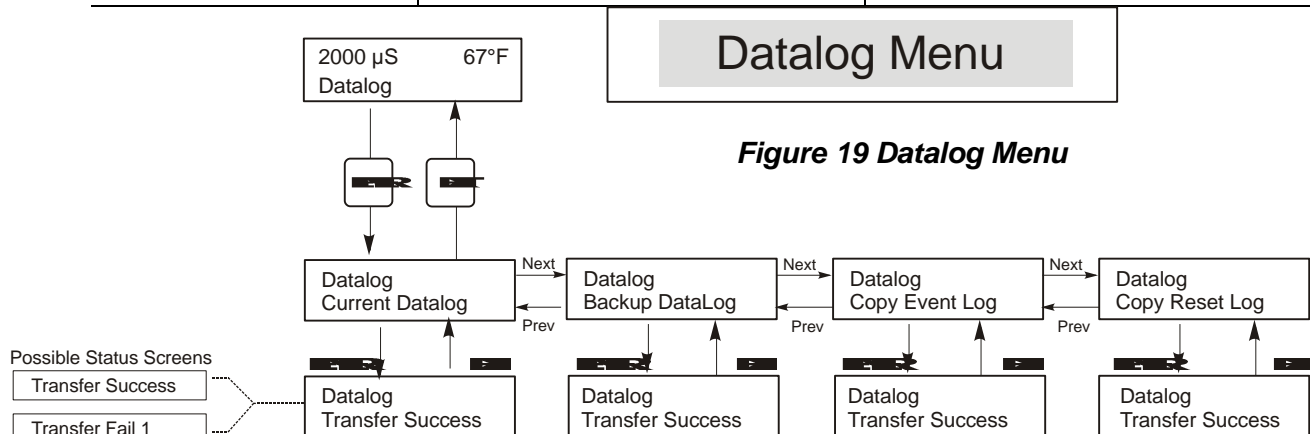 Datalog Menu
2000 µS 67°F
Datalog
Figure 19 Datalog Menu
Datalog
Current Datalog
Next
Prev
Datalog
Backup DataLog
Next
Prev
Datalog
Copy Event Log
Next
Prev
Datalog
Copy Reset Log
Possible Status Screens
Transfer Success
Transfer Fail 1
Datalog
Transfer Success
Datalog
Transfer Success
Datalog
Transfer Success
Datalog
Transfer Success